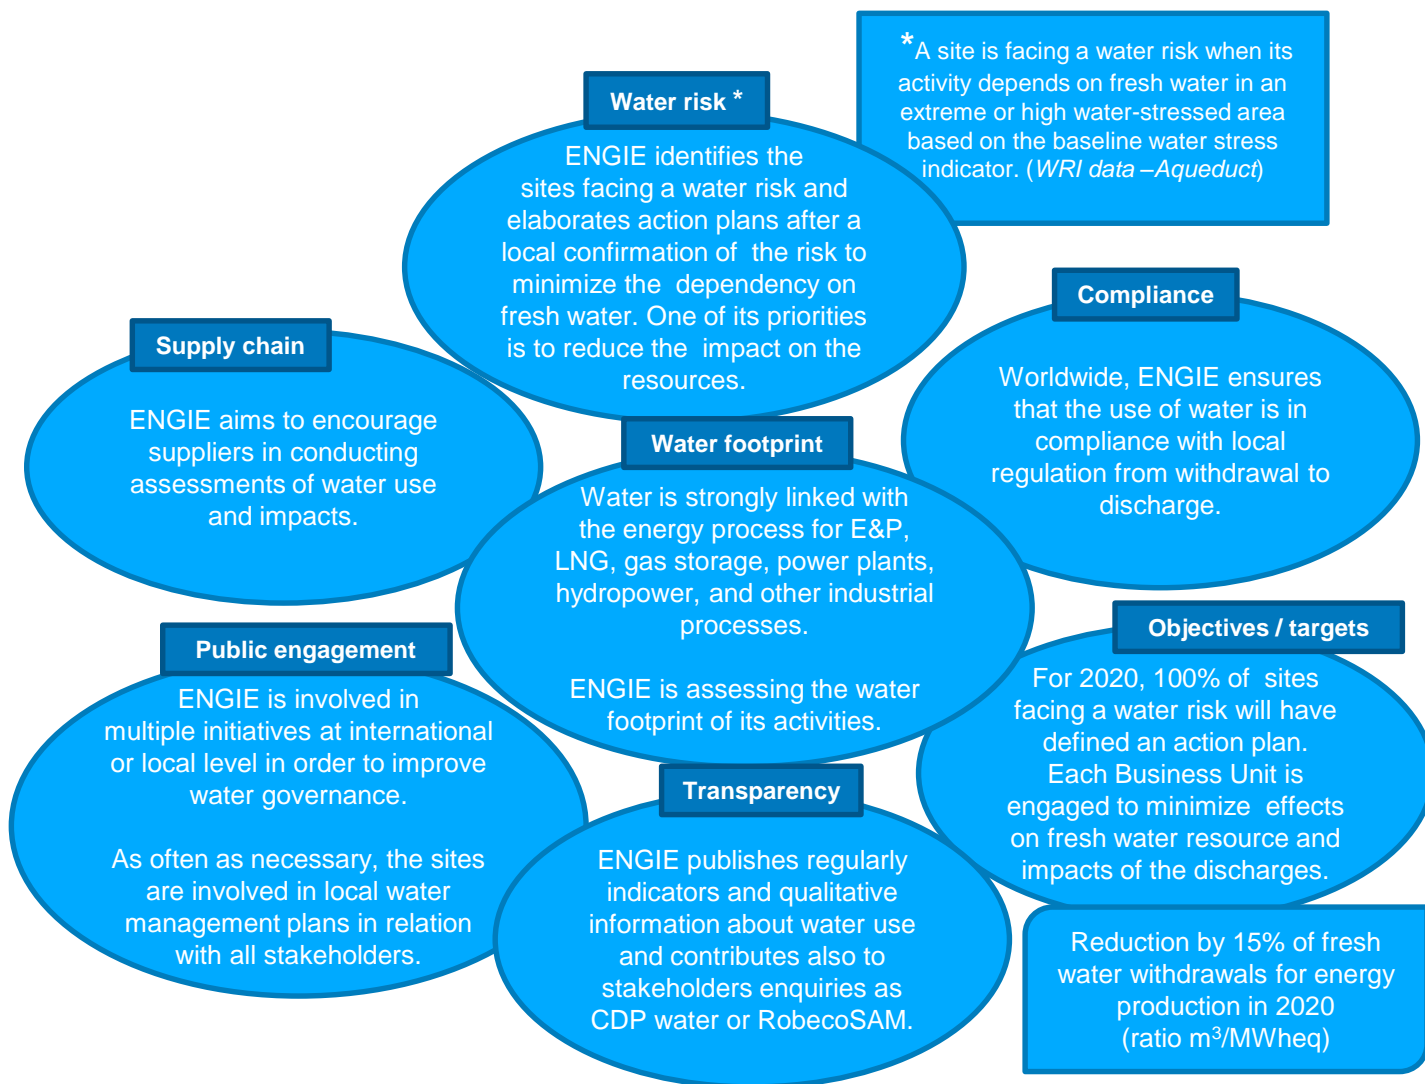 *A site is facing a water risk when its
activity depends on fresh water in an
extreme or high water-stressed area
based on the baseline water stress
indicator. (WRI data –Aqueduct)
Water risk *
ENGIE identifies the
sites facing a water risk and
elaborates action plans after a
local confirmation of the risk to
minimize the dependency on
fresh water. One of its priorities
is to reduce the impact on the
resources.
Compliance
Worldwide, ENGIE ensures
that the use of water is in
compliance with local
regulation from withdrawal to
discharge.
Supply chain
ENGIE aims to encourage
suppliers in conducting
assessments of water use
and impacts.
Water footprint
Water is strongly linked with
the energy process for E&P,
LNG, gas storage, power plants,
hydropower, and other industrial
processes.
ENGIE is assessing the water
footprint of its activities.
Objectives / targets
For 2020, 100% of sites
facing a water risk will have
defined an action plan.
Each Business Unit is
engaged to minimize effects
on fresh water resource and
impacts of the discharges.
Public engagement
ENGIE is involved in
multiple initiatives at international
or local level in order to improve
water governance.
As often as necessary, the sites
are involved in local water
management plans in relation
with all stakeholders.
Transparency
ENGIE publishes regularly
indicators and qualitative
information about water use
and contributes also to
stakeholders enquiries as
CDP water or RobecoSAM.
Reduction by 15% of fresh
water withdrawals for energy
production in 2020
(ratio m³/MWheq)